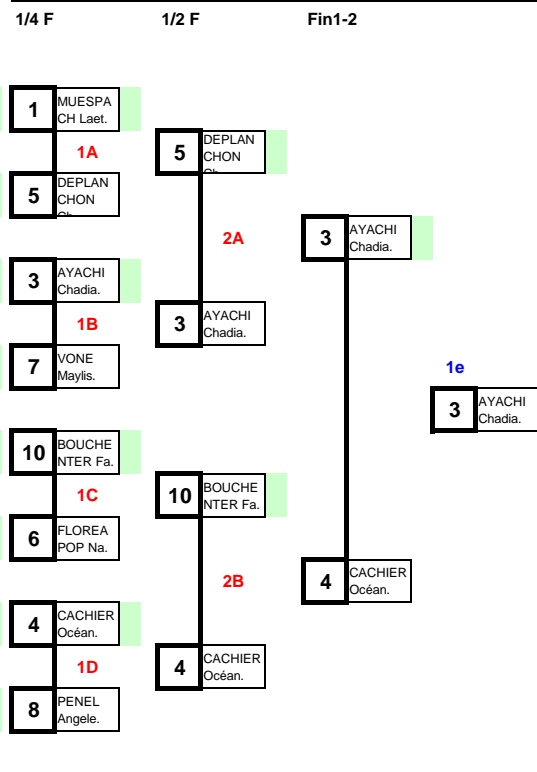 1/4 F
1/2 F
Fin1-2
1
MUESPA
CH Laet.
1A
5
DEPLAN
CHON
3
AYACHI
Chadia.
1B
7
VONE
Maylis.
10
BOUCHE
NTER Fa.
1C
6
FLOREA
POP Na.
4
CACHIER
Océan.
1D
8
PENEL
Angele.
5
DEPLAN
CHON
2A
3
AYACHI
Chadia.
10
BOUCHE
NTER Fa.
2B
4
CACHIER
Océan.
3
AYACHI
Chadia.
4
CACHIER
Océan.
1e
3
AYACHI
Chadia.